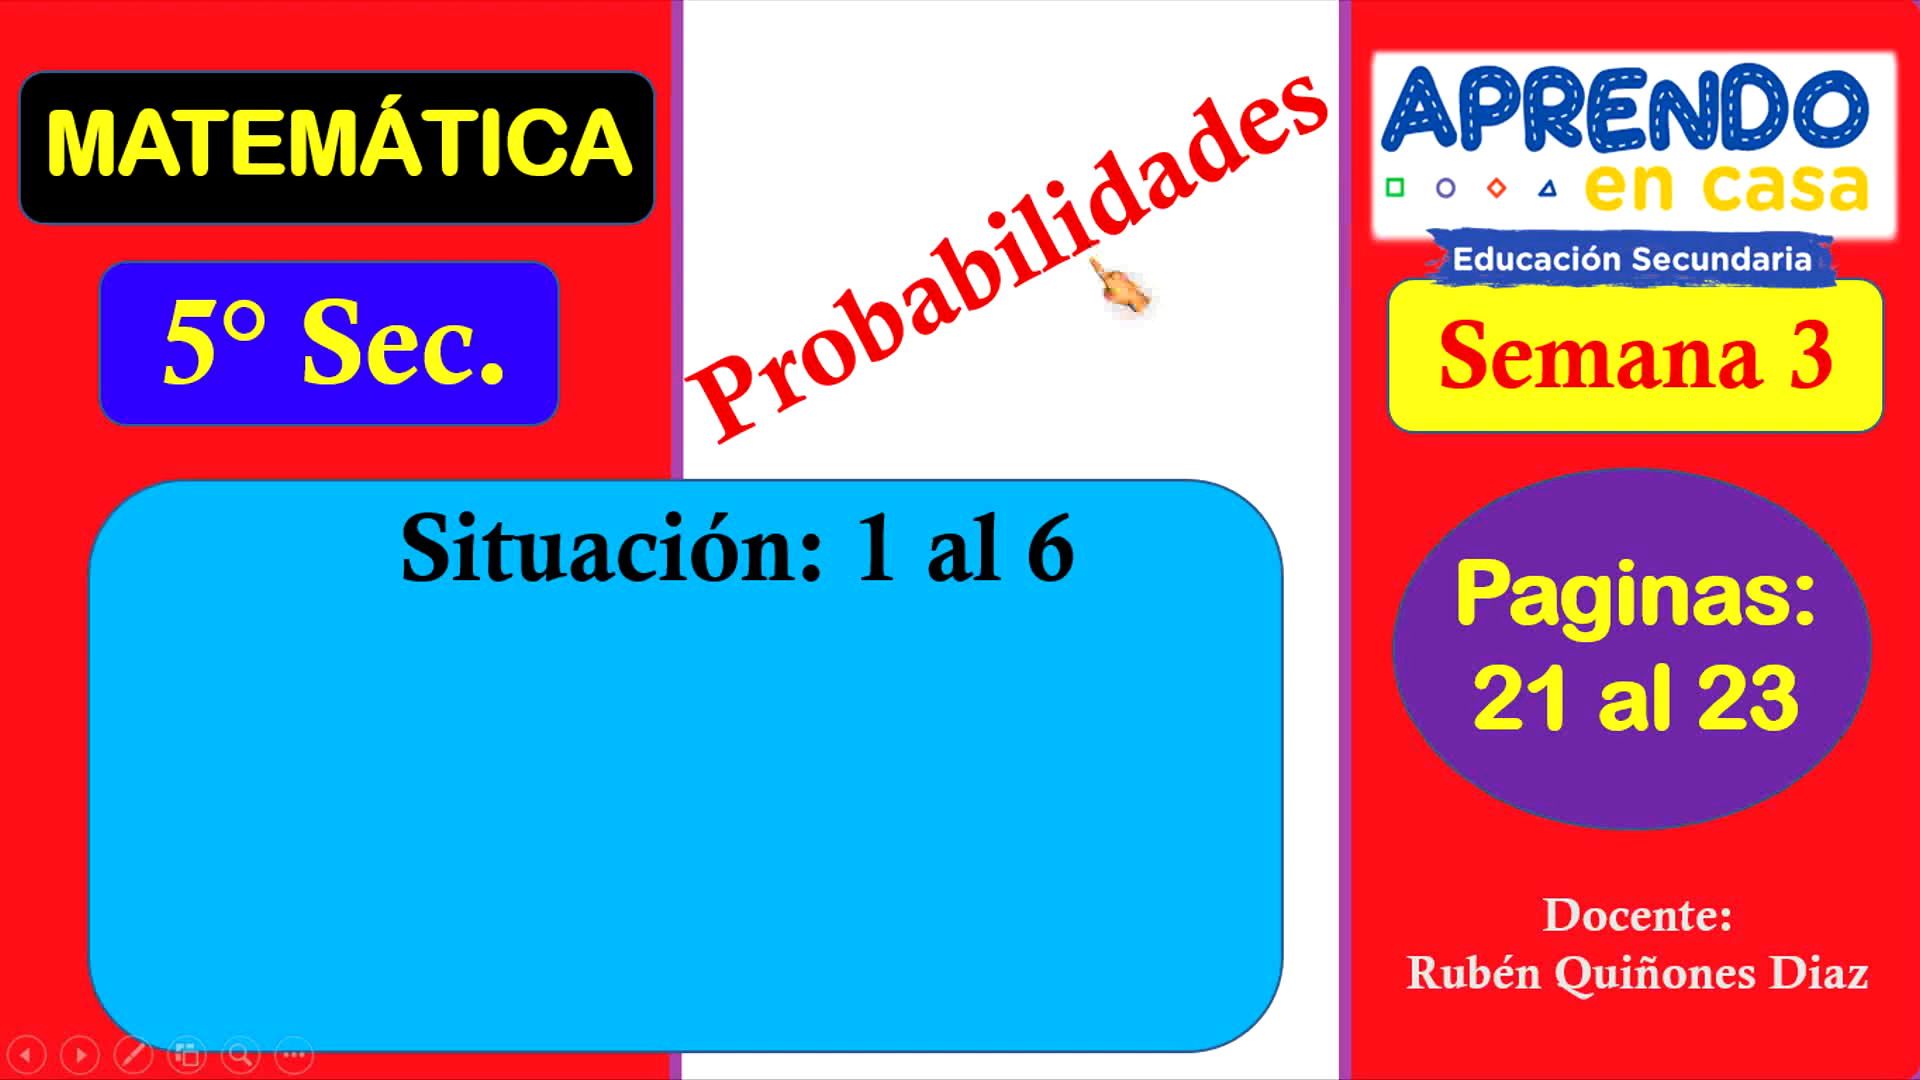 MATEMÁTICA
5° Sec.
Probabilidades
APRENDO
en casa
Educación Secundaria
Semana 3
Situación: 1 al 6
Paginas:
21 al 23
Docente:
Rubén Quiñones Diaz